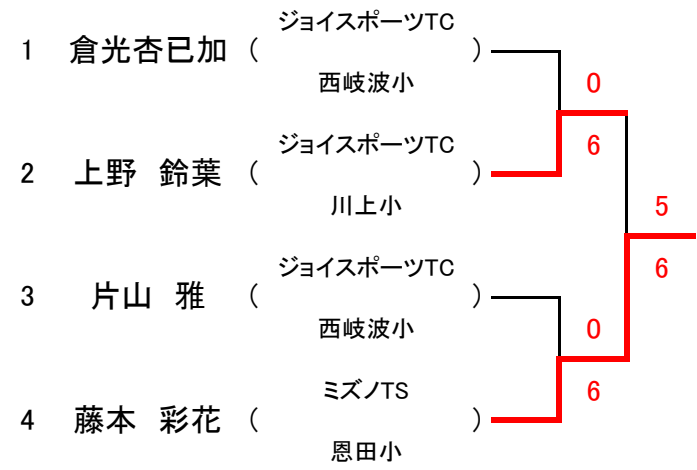 ジョイスポーツTC
1 倉光杏已加 ( )
西岐波小
0
ジョイスポーツTC
6
2 上野 鈴葉 ( )
川上小
5
ジョイスポーツTC
6
3 片山 雅 ( )
西岐波小
0
ミズノTS
6
4 藤本 彩花 ( )
恩田小